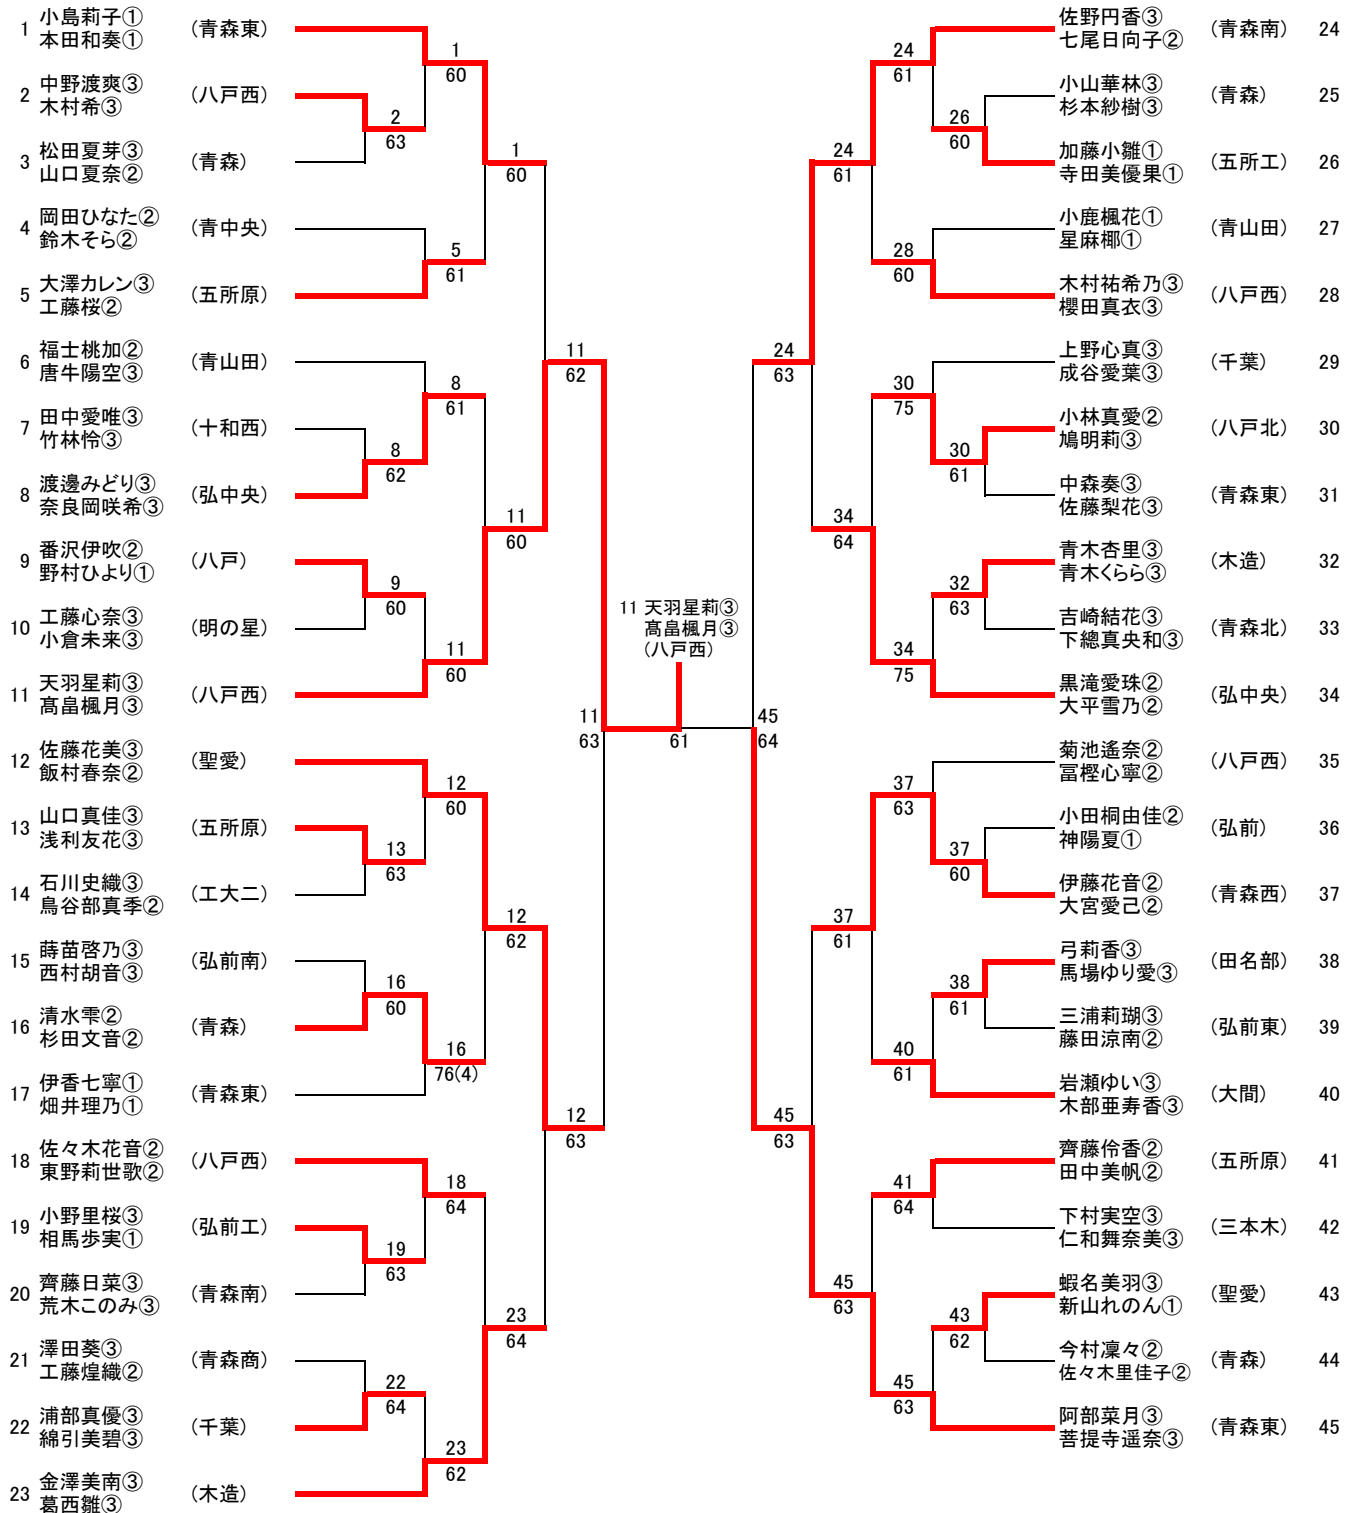 1 小島莉子① (青森東)
本田和奏①
2 中野渡爽③ (八戸西)
木村希③
3 松田夏芽③ (青森)
山口夏奈②
4 岡田ひなた② (青中央)
鈴木そら②
5 大澤カレン③ (五所原)
工藤桜②
6 福士桃加② (青山田)
唐牛陽空③
7 田中愛唯③ (十和西)
竹林怜③
8 渡邊みどり③ (弘中央)
奈良岡咲希③
9 番沢伊吹② (八戸)
野村ひより①
10 工藤心奈③ (明の星)
小倉未来③
11 天羽星莉③ (八戸西)
髙畠楓月③
12 佐藤花美③ (聖愛)
飯村春奈②
13 山口真佳③ (五所原)
浅利友花③
14 石川史織③ (工大二)
鳥谷部真季②
15 蒔苗啓乃③ (弘前南)
西村胡音③
16 清水雫② (青森)
杉田文音②
17 伊香七寧① (青森東)
畑井理乃①
18 佐々木花音② (八戸西)
東野莉世歌②
19 小野里桜③ (弘前工)
相馬歩実①
20 齊藤日菜③ (青森南)
荒木このみ③
21 澤田葵③ (青森商)
工藤煌織②
22 浦部真優③ (千葉)
綿引美碧③
23 金澤美南③ (木造)
葛西雛③
2
63
8
62
9
60
13
63
16
60
19
63
22
64
1
60
5
61
8
61
11
60
12
60
16
76(4)
18
64
23
62
1
60
11
60
12
62
23
64
11
62
12
63
11
63
11 天羽星莉③
髙畠楓月③
(八戸西)
61
45
64
24
63
45
63
24
61
34
64
37
61
45
63
24
61
28
60
30
75
34
75
37
63
40
61
41
64
45
63
26
60
30
61
32
63
37
60
38
61
43
62
佐野円香③ (青森南) 24
七尾日向子②
小山華林③ (青森) 25
杉本紗樹③
加藤小雛① (五所工) 26
寺田美優果①
小鹿楓花① (青山田) 27
星麻椰①
木村祐希乃③ (八戸西) 28
櫻田真衣③
上野心真③ (千葉) 29
成谷愛葉③
小林真愛② (八戸北) 30
鳩明莉③
中森奏③ (青森東) 31
佐藤梨花③
青木杏里③ (木造) 32
青木くらら③
吉崎結花③ (青森北) 33
下總真央和③
黒滝愛珠② (弘中央) 34
大平雪乃②
菊池遙奈② (八戸西) 35
冨樫心寧②
小田桐由佳② (弘前) 36
神陽夏①
伊藤花音② (青森西) 37
大宮愛己②
弓莉香③ (田名部) 38
馬場ゆり愛③
三浦莉瑚③ (弘前東) 39
藤田涼南②
岩瀬ゆい③ (大間) 40
木部亜寿香③
齊藤伶香② (五所原) 41
田中美帆②
下村実空③ (三本木) 42
仁和舞奈美③
蝦名美羽③ (聖愛) 43
新山れのん①
今村凜々② (青森) 44
佐々木里佳子②
阿部菜月③ (青森東) 45
菩提寺遥奈③